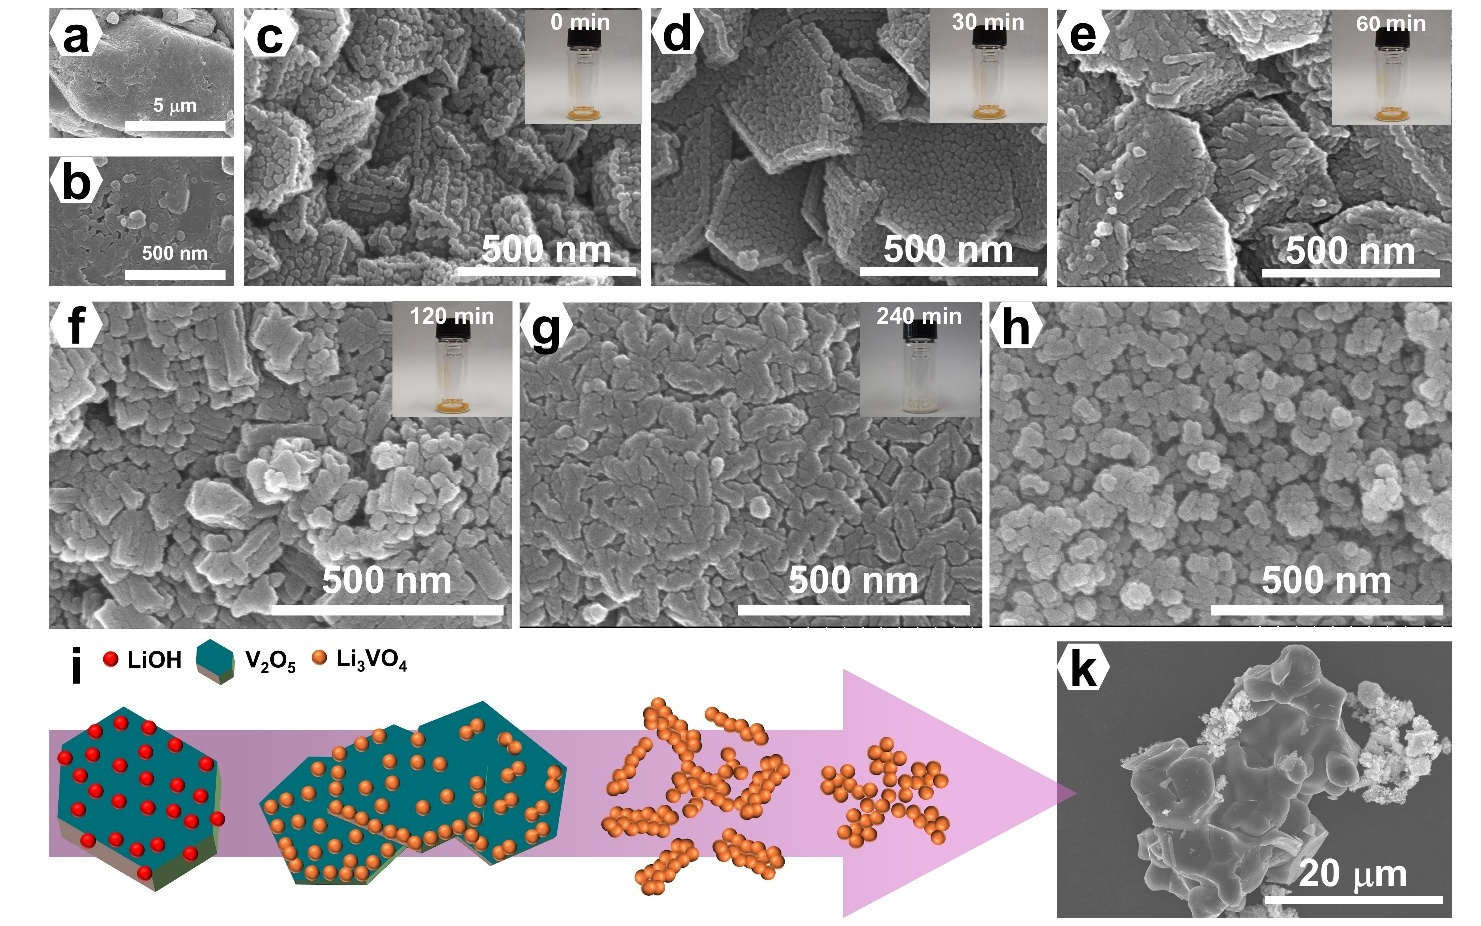 a
5 μm
b
500 nm
c
0 min
500 nm
d
30 min
500 nm
e
60 min
500 nm
f
120 min
500 nm
g
240 min
500 nm
h
500 nm
i
LiOH
V₂O₅
Li₃VO₄
k
20 μm